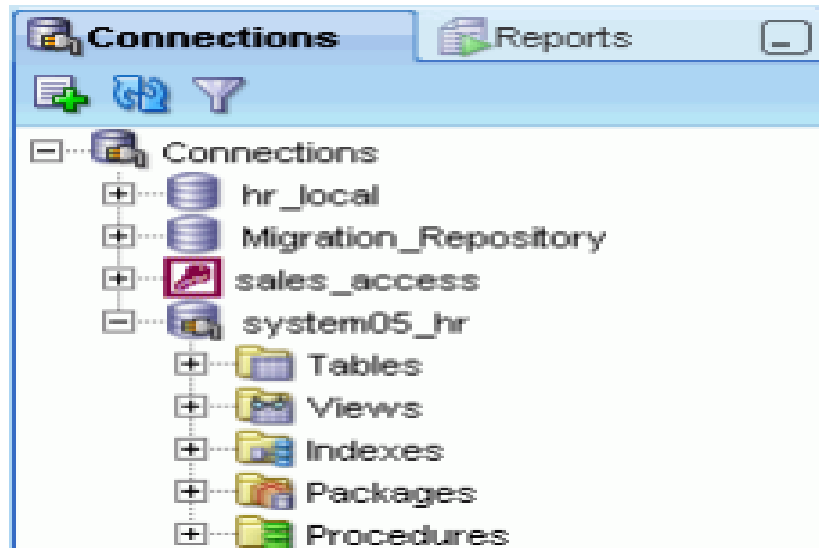 Connections
Reports
Connections
hr_local
Migration_Repository
sales_access
system05_hr
Tables
Views
Indexes
Packages
Procedures